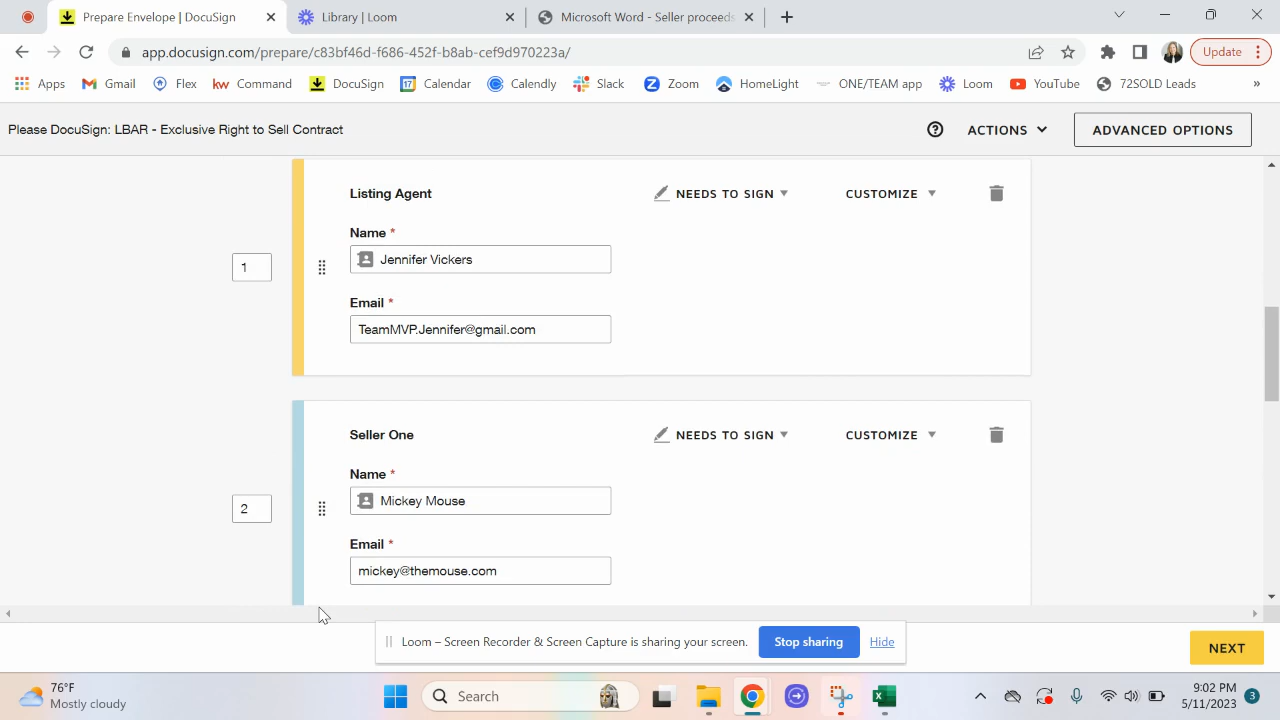 Prepare Envelope | DocuSign
Library | Loom
Microsoft Word - Seller proceeds
app.docusign.com/prepare/c83bf46d-f686-452f-b8ab-cef9d970223a/
Update
Apps Gmail Flex kw Command DocuSign 17 Calendar Calendly Slack Zoom HomeLight ONE/TEAM app Loom YouTube 72SOLD Leads »
Please DocuSign: LBAR - Exclusive Right to Sell Contract
ACTIONS
ADVANCED OPTIONS
Listing Agent
NEEDS TO SIGN
CUSTOMIZE
Name *
1
Jennifer Vickers
Email *
TeamMVP.Jennifer@gmail.com
Seller One
NEEDS TO SIGN
CUSTOMIZE
Name *
2
Mickey Mouse
Email *
mickey@themouse.com
Loom – Screen Recorder & Screen Capture is sharing your screen.
Stop sharing
Hide
NEXT
76°F
Mostly cloudy
Search
9:02 PM
5/11/2023
3